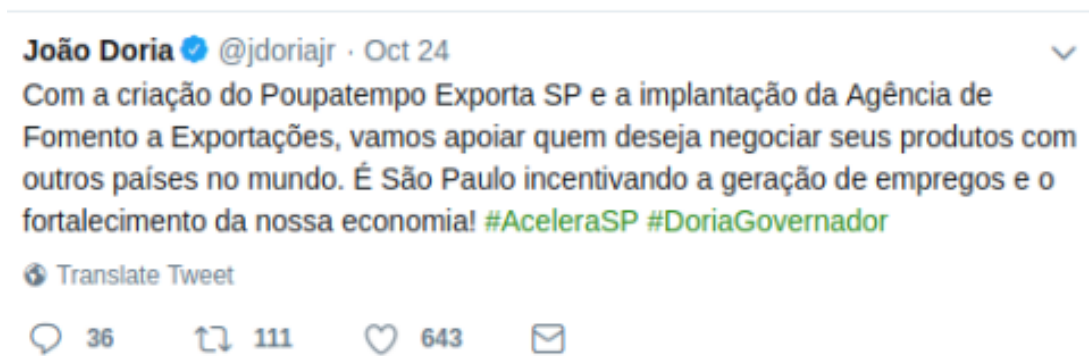 João Doria @jdoriajr · Oct 24
Com a criação do Poupatempo Exporta SP e a implantação da Agência de
Fomento a Exportações, vamos apoiar quem deseja negociar seus produtos com
outros países no mundo. É São Paulo incentivando a geração de empregos e o
fortalecimento da nossa economia! #AceleraSP #DoriaGovernador
Translate Tweet
36 111 643